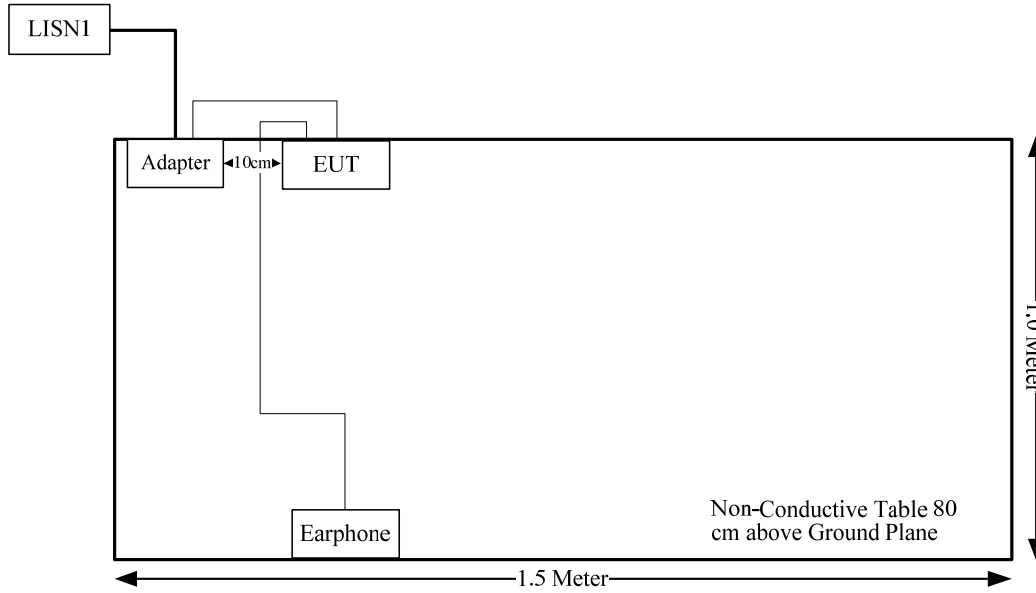 LISN1
Adapter
10cm
EUT
1.0 Meter
Earphone
Non-Conductive Table 80
cm above Ground Plane
1.5 Meter